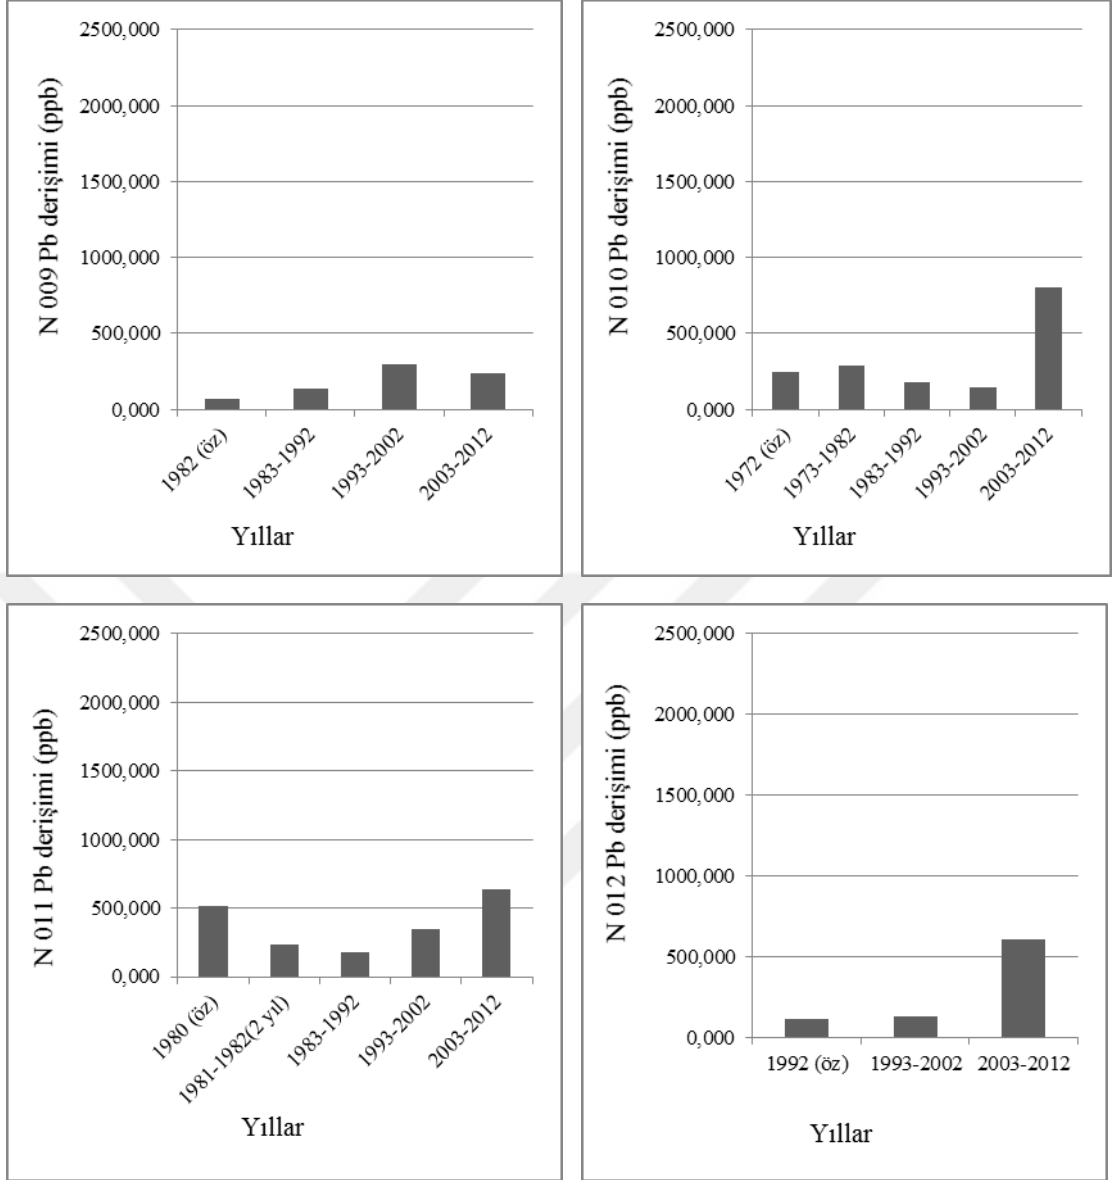 N 009 Pb derişimi (ppb)
2500,000
2000,000
1500,000
1000,000
500,000
0,000
1982 (öz)
1983-1992
1993-2002
2003-2012
Yıllar
N 010 Pb derişimi (ppb)
2500,000
2000,000
1500,000
1000,000
500,000
0,000
1972 (öz)
1973-1982
1983-1992
1993-2002
2003-2012
Yıllar
N 011 Pb derişimi (ppb)
2500,000
2000,000
1500,000
1000,000
500,000
0,000
1980 (öz)
1981-1982(2 yıl)
1983-1992
1993-2002
2003-2012
Yıllar
N 012 Pb derişimi (ppb)
2500,000
2000,000
1500,000
1000,000
500,000
0,000
1992 (öz) 1993-2002 2003-2012
Yıllar